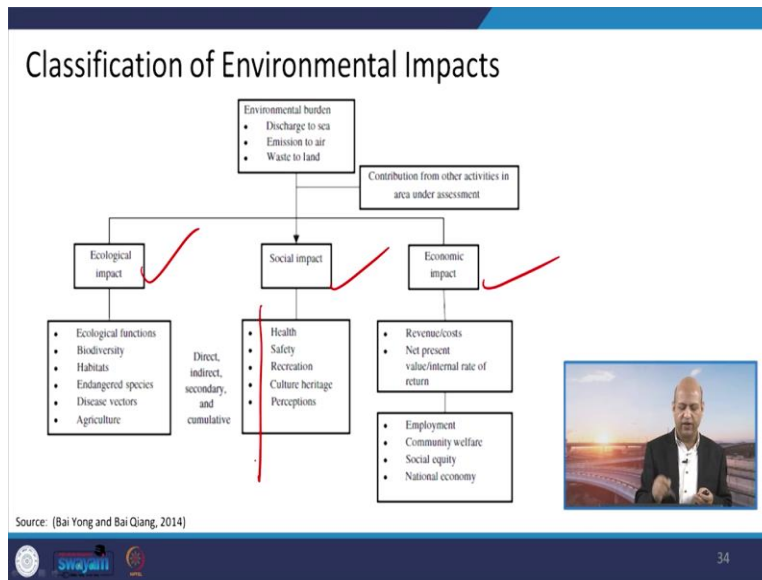 Classification of Environmental Impacts
Environmental burden
• Discharge to sea
• Emission to air
• Waste to land
Contribution from other activities in
area under assessment
Ecological
impact
Social impact
Economic
impact
• Ecological functions
• Biodiversity
• Habitats
• Endangered species
• Disease vectors
• Agriculture
Direct,
indirect,
secondary,
and
cumulative
• Health
• Safety
• Recreation
• Culture heritage
• Perceptions
• Revenue/costs
• Net present
value/internal rate of
return
• Employment
• Community welfare
• Social equity
• National economy
Source: (Bai Yong and Bai Qiang, 2014)
swayam
34